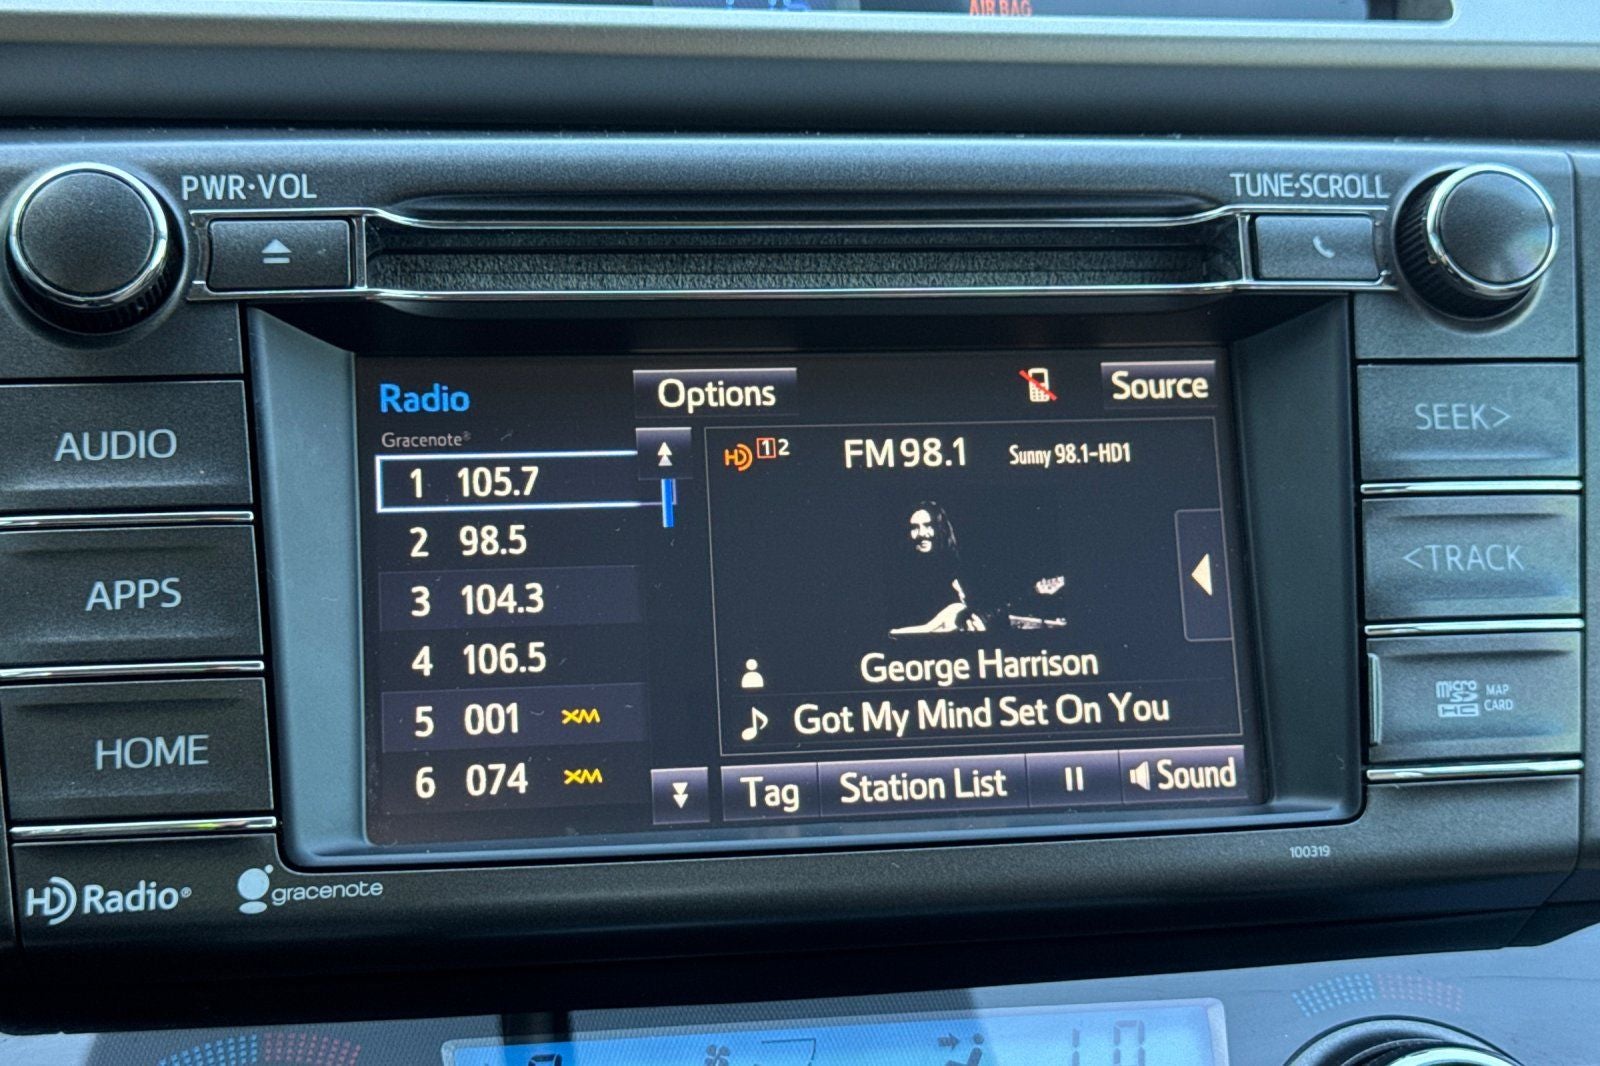 AIR BAG
PWR·VOL
TUNE·SCROLL
AUDIO
APPS
HOME
Radio
Options
Source
Gracenote®
1 105.7
2 98.5
3 104.3
4 106.5
5 001 XM
6 074 XM
HD 1 2 FM 98.1 Sunny 98.1-HD1
George Harrison
Got My Mind Set On You
Tag
Station List
Sound
SEEK>
<TRACK
micro SD HC
MAP
CARD
100319
HD Radio®
gracenote